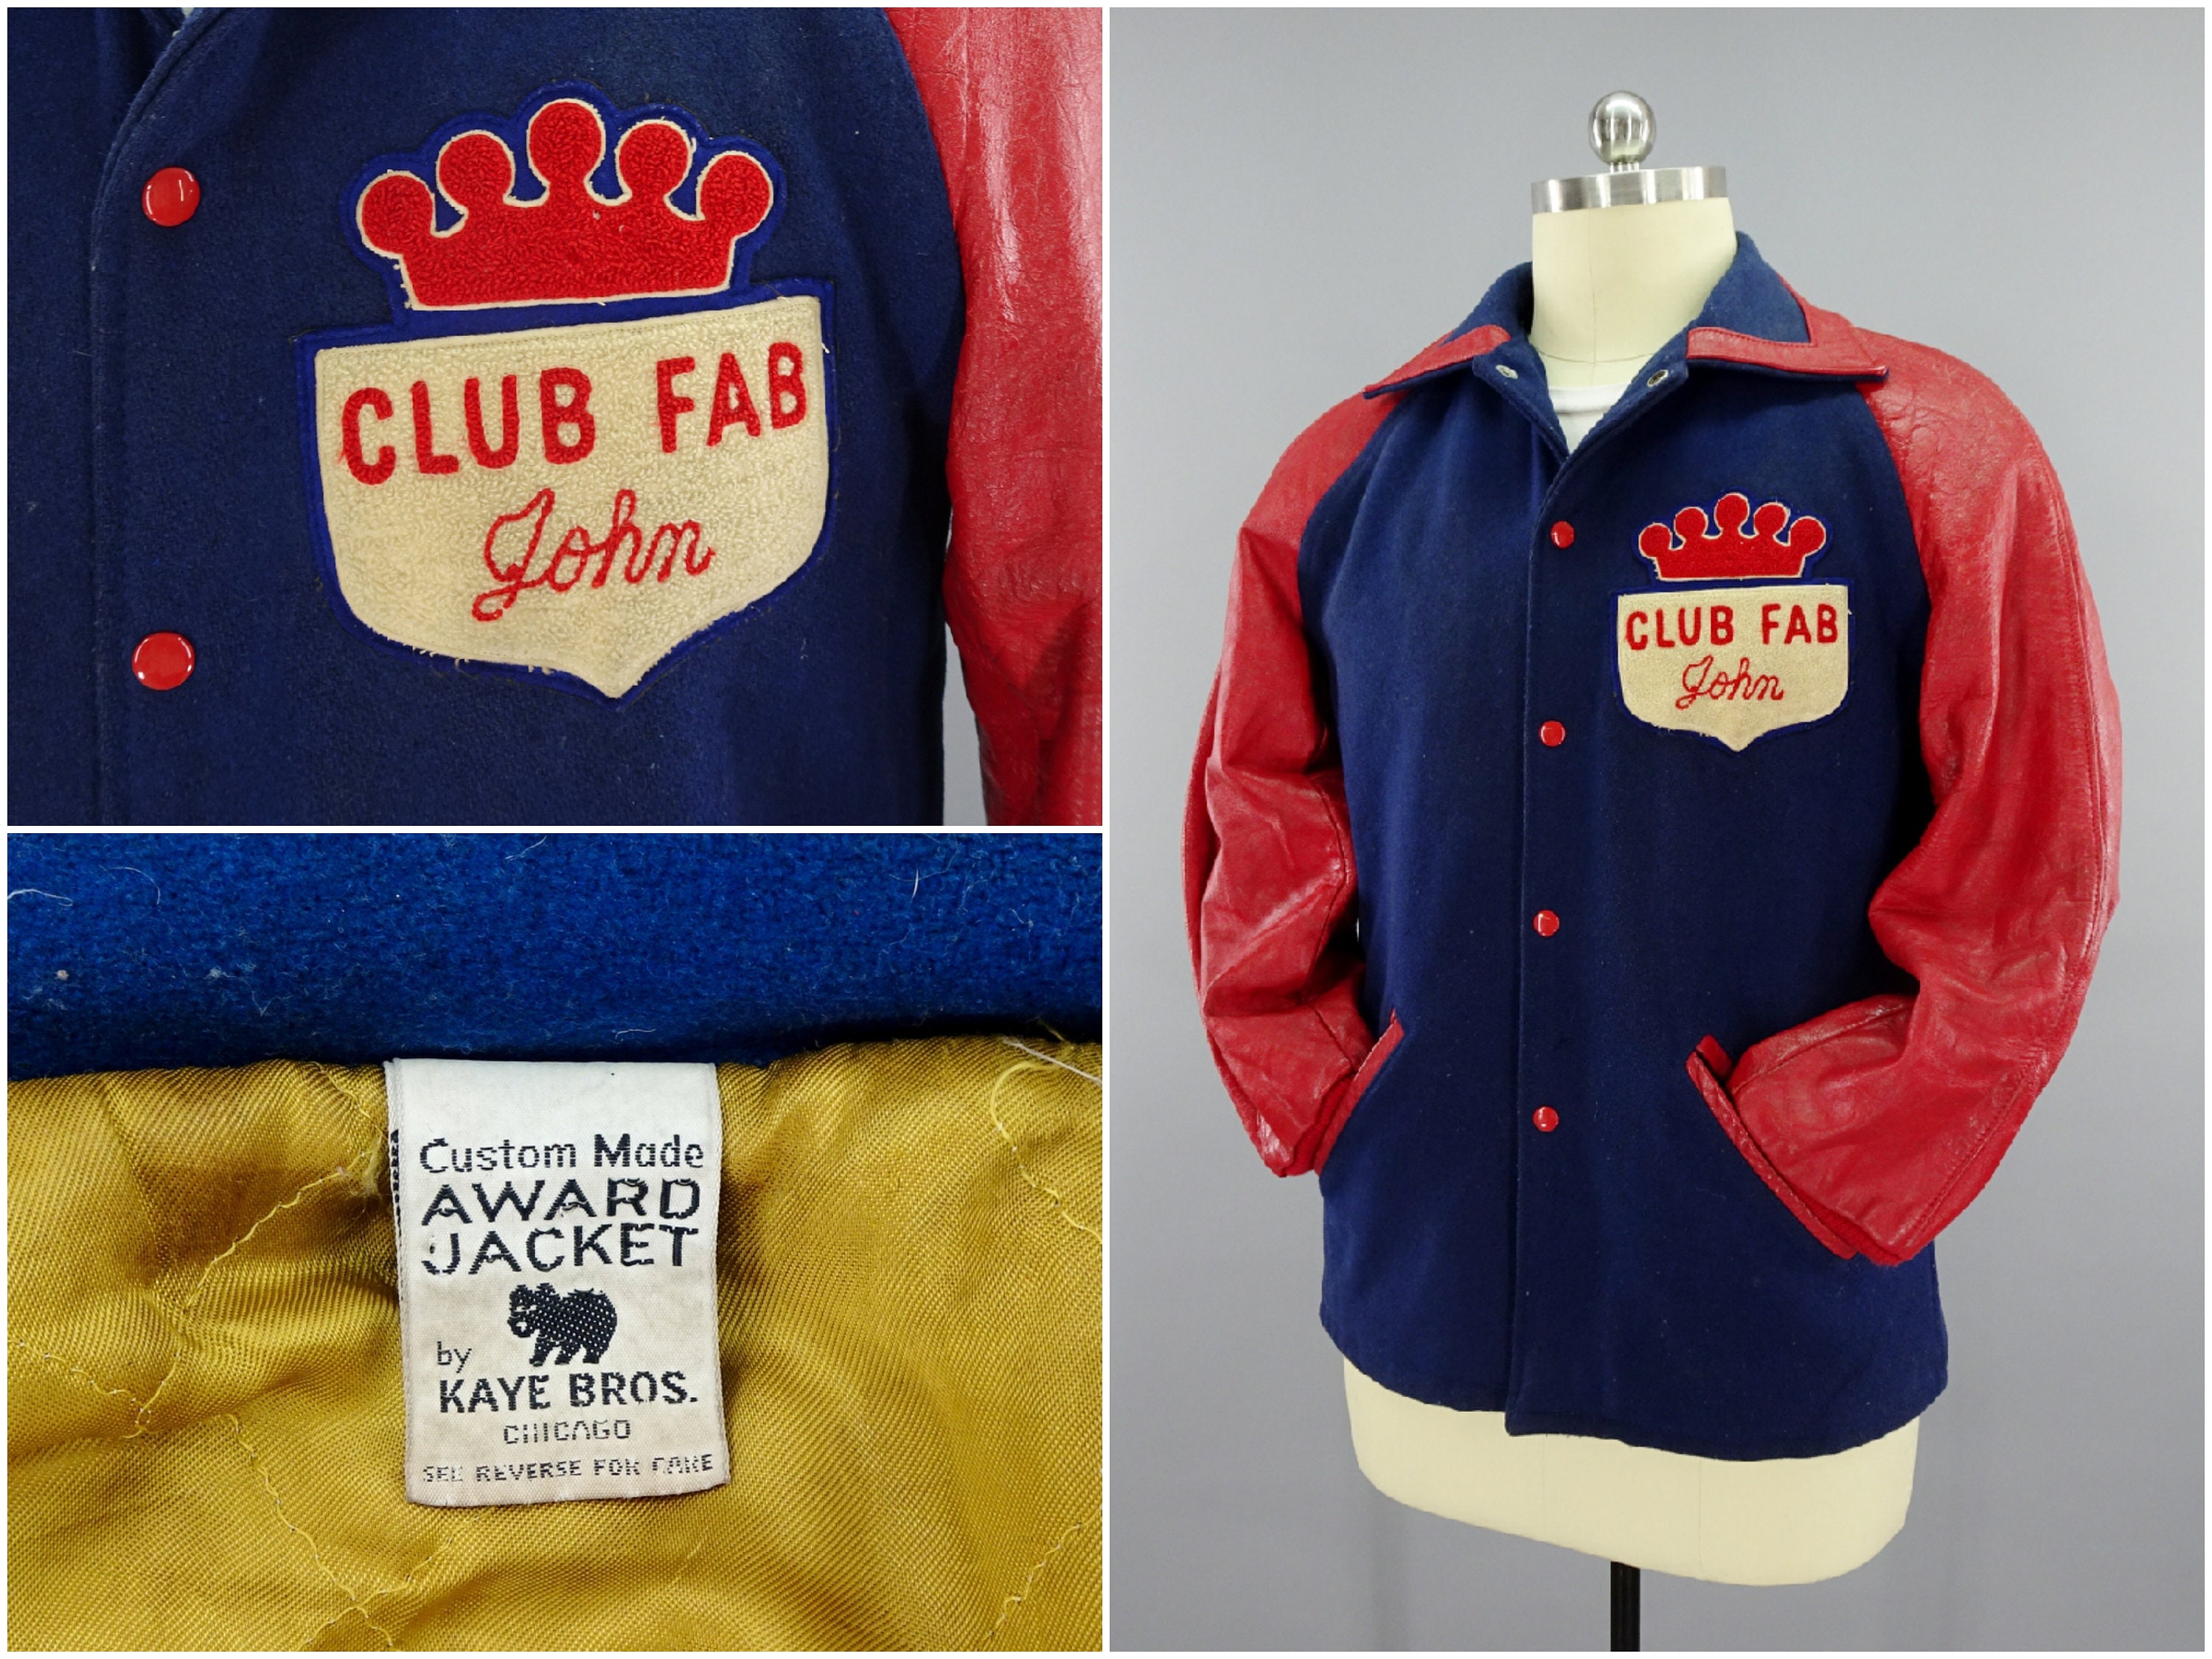 CLUB FAB
John
Custom Made
AWARD
JACKET
by
KAYE BROS.
CHICAGO
SEE REVERSE FOR CARE
CLUB FAB
John